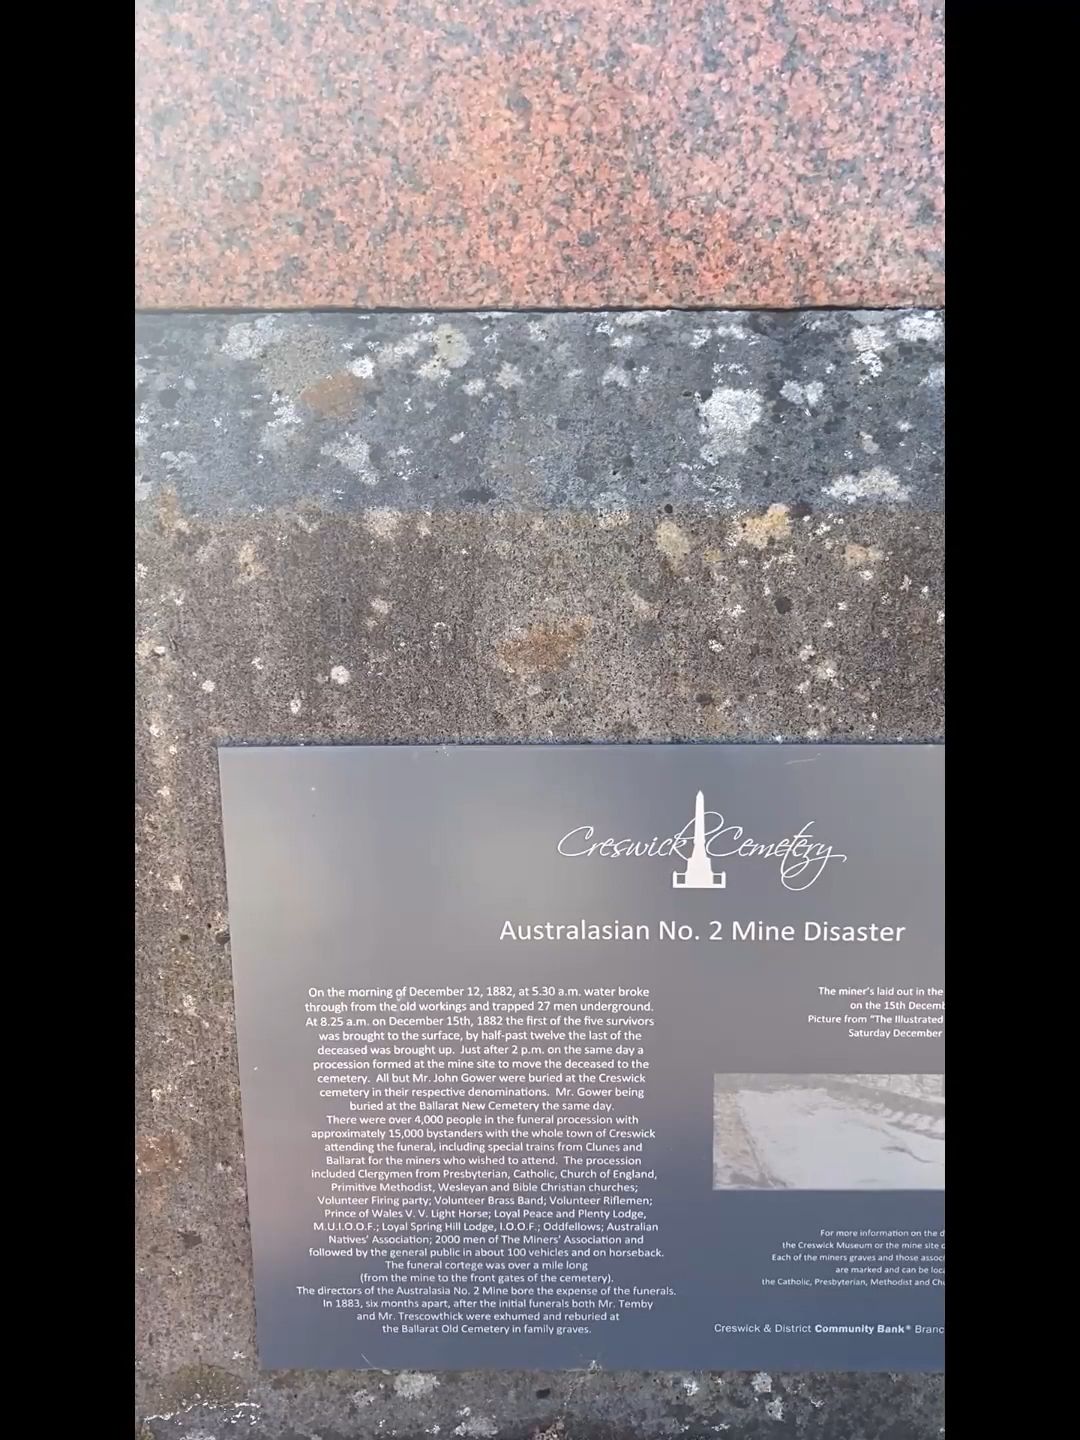 Creswick Cemetery
Australasian No. 2 Mine Disaster
On the morning of December 12, 1882, at 5.30 a.m. water broke
through from the old workings and trapped 27 men underground.
At 8.25 a.m. on December 15th, 1882 the first of the five survivors
was brought to the surface, by half-past twelve the last of the
deceased was brought up. Just after 2 p.m. on the same day a
procession formed at the mine site to move the deceased to the
cemetery. All but Mr. John Gower were buried at the Creswick
cemetery in their respective denominations. Mr. Gower being
buried at the Ballarat New Cemetery the same day.
There were over 4,000 people in the funeral procession with
approximately 15,000 bystanders with the whole town of Creswick
attending the funeral, including special trains from Clunes and
Ballarat for the miners who wished to attend. The procession
included Clergymen from Presbyterian, Catholic, Church of England,
Primitive Methodist, Wesleyan and Bible Christian churches;
Volunteer Firing party; Volunteer Brass Band; Volunteer Riflemen;
Prince of Wales V. V. Light Horse; Loyal Peace and Plenty Lodge,
M.U.I.O.O.F.; Loyal Spring Hill Lodge, I.O.O.F.; Oddfellows; Australian
Natives' Association; 2000 men of The Miners' Association and
followed by the general public in about 100 vehicles and on horseback.
The funeral cortege was over a mile long
(from the mine to the front gates of the cemetery).
The directors of the Australasia No. 2 Mine bore the expense of the funerals.
In 1883, six months apart, after the initial funerals both Mr. Temby
and Mr. Trescowthick were exhumed and reburied at
the Ballarat Old Cemetery in family graves.
The miner's laid out in the
on the 15th Decemb
Picture from "The Illustrated
Saturday December
For more information on the d
the Creswick Museum or the mine site
Each of the miners graves and those assoc
are marked and can be loc
the Catholic, Presbyterian, Methodist and Ch
Creswick & District Community Bank® Branc